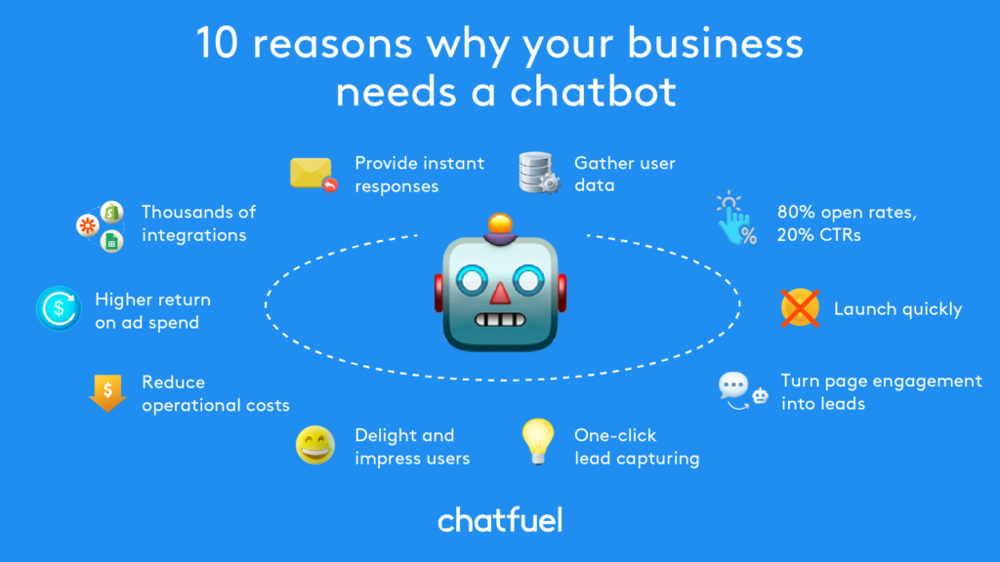 10 reasons why your business
needs a chatbot
Provide instant
responses
Gather user
data
80% open rates,
20% CTRs
Launch quickly
Turn page engagement
into leads
One-click
lead capturing
Delight and
impress users
Reduce
operational costs
Higher return
on ad spend
Thousands of
integrations
chatfuel